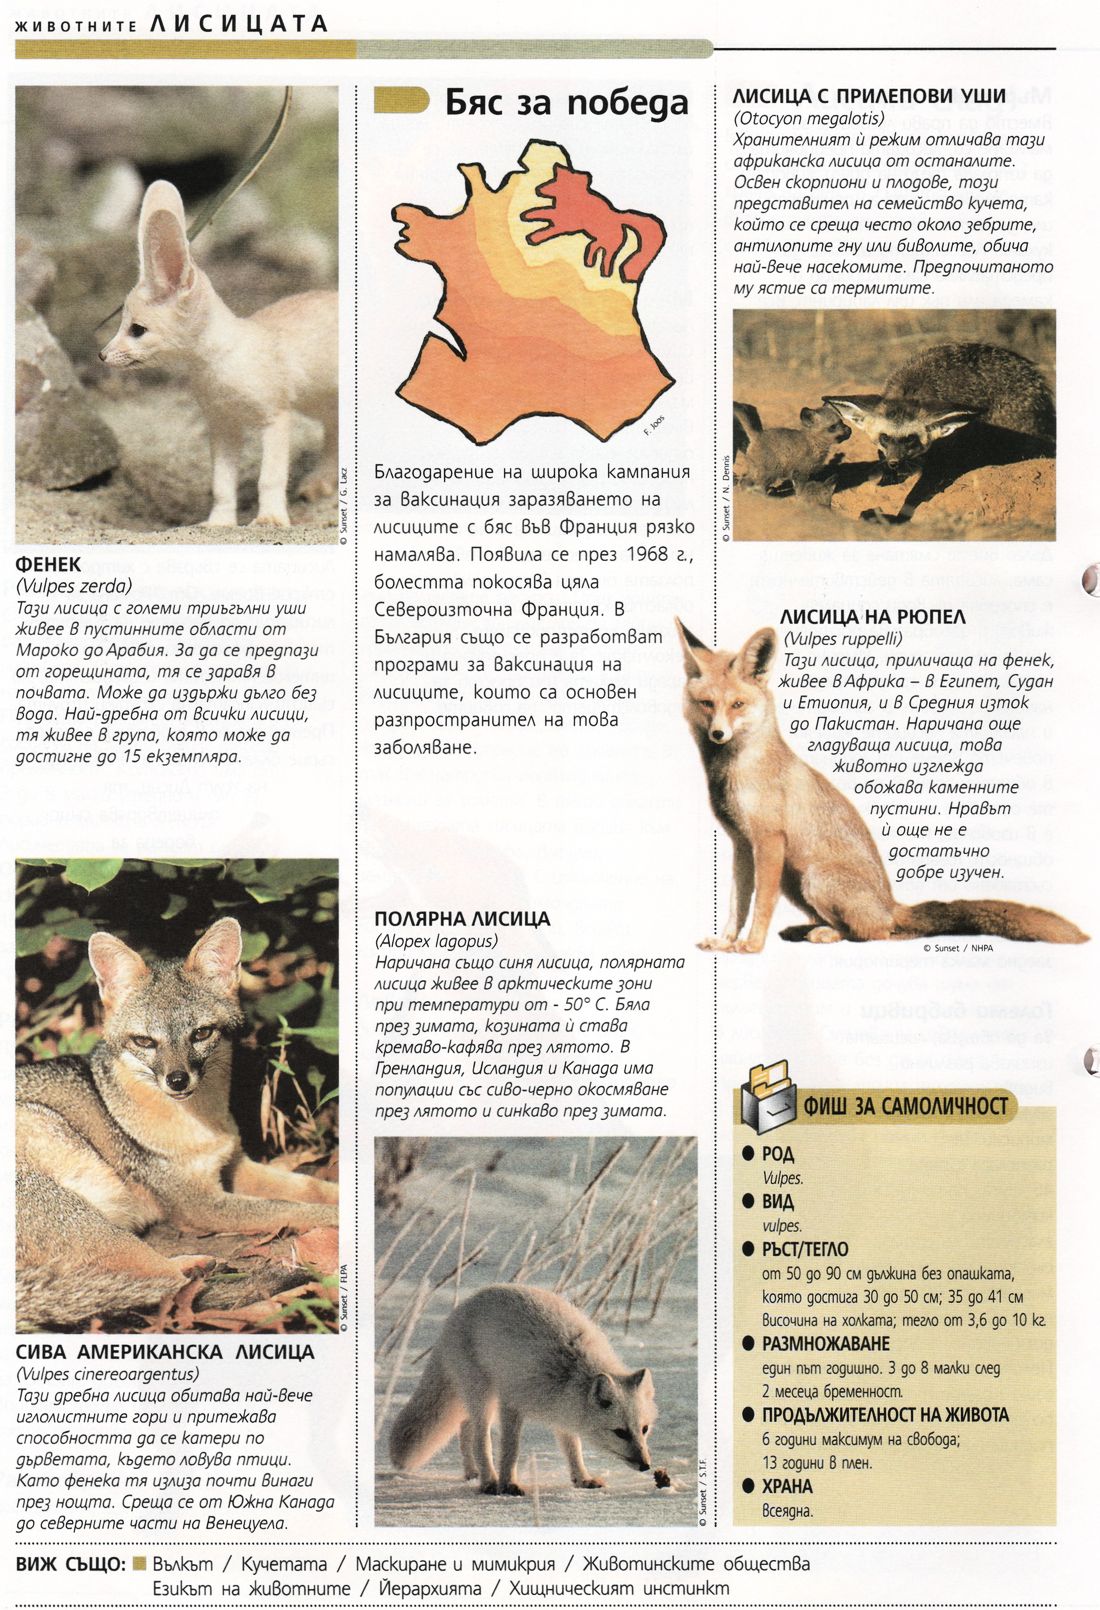 ЖИВОТНИТЕ ЛИСИЦАТА
© Sunset / G. Lacz
ФЕНЕК
(Vulpes zerda)
Тази лисица с големи триъгълни уши
живее в пустинните области от
Мароко до Арабия. За да се предпази
от горещината, тя се заравя в
почвата. Може да издържи дълго без
вода. Най-дребна от всички лисици,
тя живее в група, която може да
достигне до 15 екземпляра.
© Sunset / FLPA
СИВА АМЕРИКАНСКА ЛИСИЦА
(Vulpes cinereoargentus)
Тази дребна лисица обитава най-вече
иглолистните гори и притежава
способността да се катери по
дърветата, където ловува птици.
Като фенека тя излиза почти винаги
през нощта. Среща се от Южна Канада
до северните части на Венецуела.
Бяс за победа
F. Joos
Благодарение на широка кампания
за ваксинация заразяването на
лисиците с бяс във Франция рязко
намалява. Появила се през 1968 г.,
болестта покосява цяла
Североизточна Франция. В
България също се разработват
програми за ваксинация на
лисиците, които са основен
разпространител на това
заболяване.
ПОЛЯРНА ЛИСИЦА
(Alopex lagopus)
Наричана също синя лисица, полярната
лисица живее в арктическите зони
при температури от - 50° С. Бяла
през зимата, козината ѝ става
кремаво-кафява през лятото. В
Гренландия, Исландия и Канада има
популации със сиво-черно окосмяване
през лятото и синкаво през зимата.
© Sunset / S.T.F.
ЛИСИЦА С ПРИЛЕПОВИ УШИ
(Otocyon megalotis)
Хранителният ѝ режим отличава тази
африканска лисица от останалите.
Освен скорпиони и плодове, този
представител на семейство кучета,
който се среща често около зебрите,
антилопите гну или биволите, обича
най-вече насекомите. Предпочитаното
му ястие са термитите.
© Sunset / N. Dennis
ЛИСИЦА НА РЮПЕЛ
(Vulpes ruppelli)
Тази лисица, приличаща на фенек,
живее в Африка – в Египет, Судан
и Етиопия, и в Средния изток
до Пакистан. Наричана още
гладуваща лисица, това
животно изглежда
обожава каменните
пустини. Нравът
ѝ още не е
достатъчно
добре изучен.
© Sunset / NHPA
ФИШ ЗА САМОЛИЧНОСТ
● РОД
Vulpes.
● ВИД
vulpes.
● РЪСТ/ТЕГЛО
от 50 до 90 см дължина без опашката,
която достига 30 до 50 см; 35 до 41 см
височина на холката; тегло от 3,6 до 10 кг.
● РАЗМНОЖАВАНЕ
един път годишно. 3 до 8 малки след
2 месеца бременност.
● ПРОДЪЛЖИТЕЛНОСТ НА ЖИВОТА
6 години максимум на свобода;
13 години в плен.
● ХРАНА
Всеядна.
ВИЖ СЪЩО: Вълкът / Кучетата / Маскиране и мимикрия / Животинските общества
Езикът на животните / Йерархията / Хищническият инстинкт